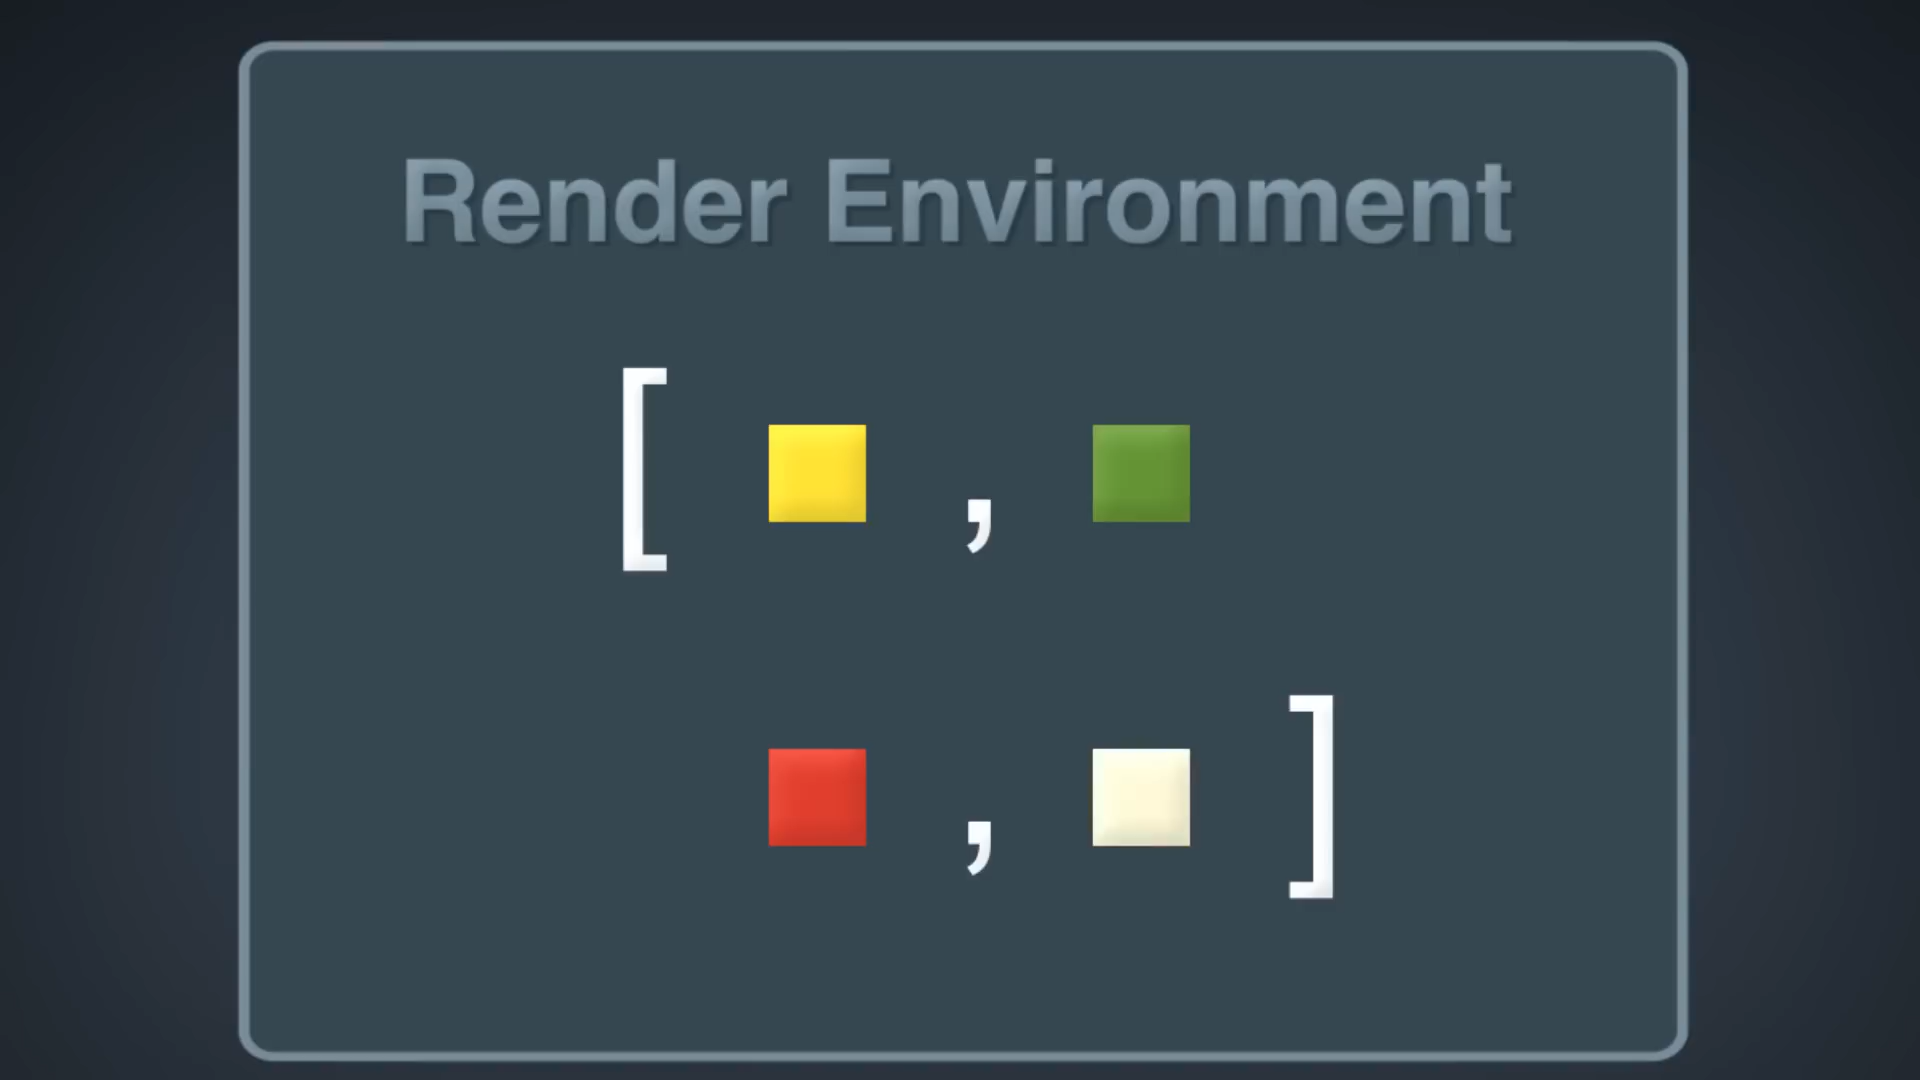 Render Environment
[ ,
, ]